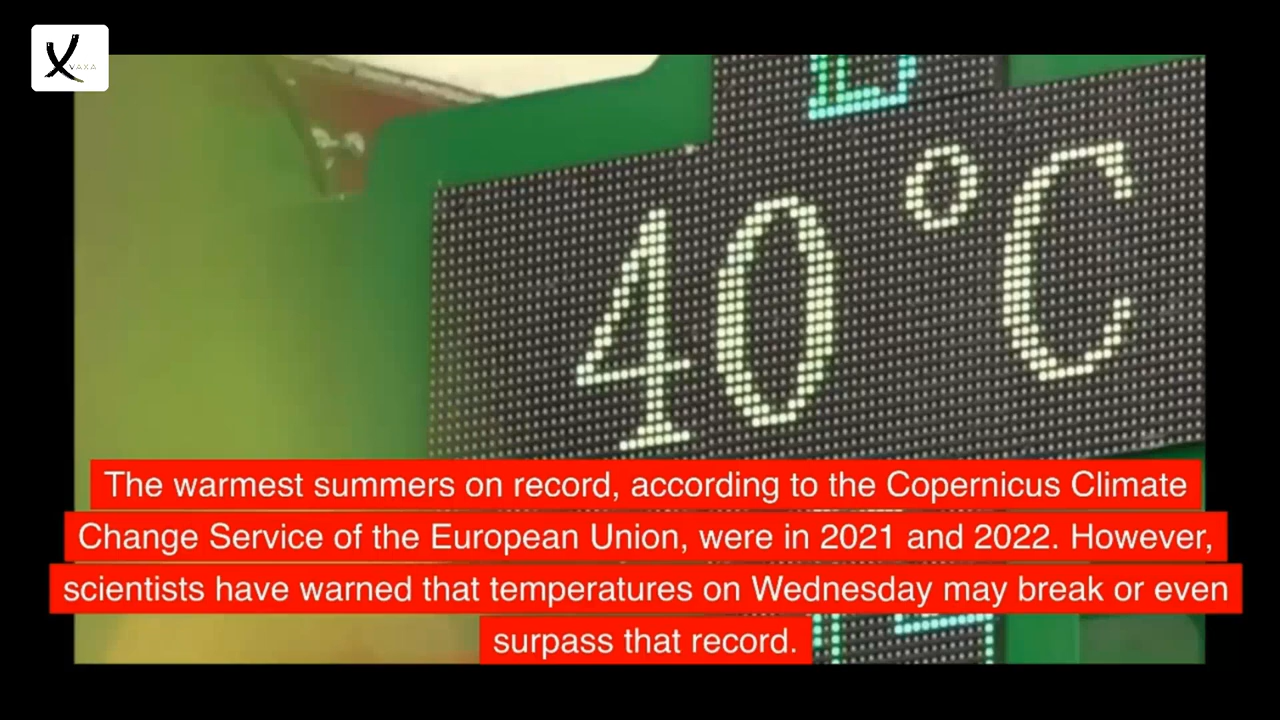 VAXA
40 °C
The warmest summers on record, according to the Copernicus Climate
Change Service of the European Union, were in 2021 and 2022. However,
scientists have warned that temperatures on Wednesday may break or even
surpass that record.